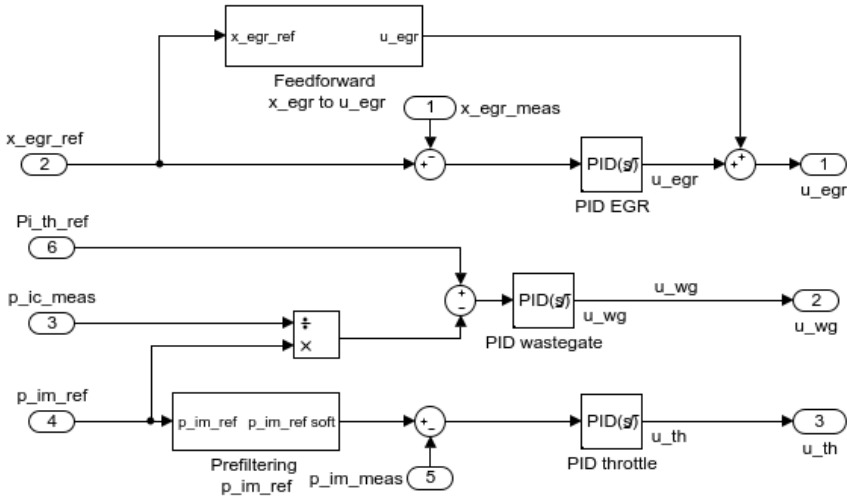 x_egr_ref u_egr
Feedforward
x_egr to u_egr
1 x_egr_meas
x_egr_ref
2
+ −
PID(s)
u_egr
PID EGR
+ +
1
u_egr
Pi_th_ref
6
+
−
p_ic_meas
3
÷
×
PID(s)
u_wg
u_wg
PID wastegate
2
u_wg
p_im_ref
4
p_im_ref p_im_ref soft
Prefiltering
p_im_ref
+ −
p_im_meas 5
PID(s)
u_th
PID throttle
3
u_th